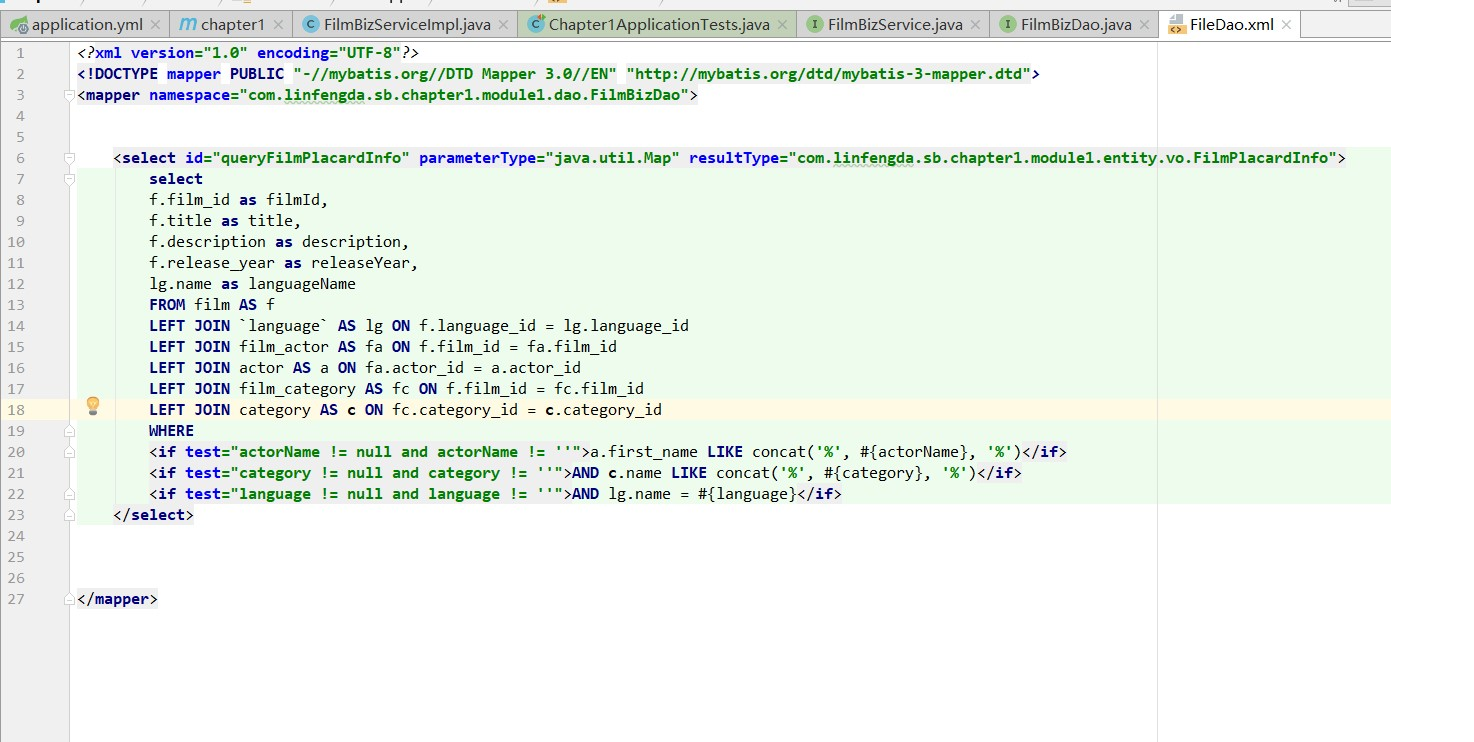 application.yml × m chapter1 × C FilmBizServiceImpl.java × C Chapter1ApplicationTests.java × I FilmBizService.java × I FilmBizDao.java × FileDao.xml ×
1 <?xml version="1.0" encoding="UTF-8"?>
2 <!DOCTYPE mapper PUBLIC "-//mybatis.org//DTD Mapper 3.0//EN" "http://mybatis.org/dtd/mybatis-3-mapper.dtd">
3 <mapper namespace="com.linfengda.sb.chapter1.module1.dao.FilmBizDao">
4
5
6 <select id="queryFilmPlacardInfo" parameterType="java.util.Map" resultType="com.linfengda.sb.chapter1.module1.entity.vo.FilmPlacardInfo">
7 select
8 f.film_id as filmId,
9 f.title as title,
10 f.description as description,
11 f.release_year as releaseYear,
12 lg.name as languageName
13 FROM film AS f
14 LEFT JOIN `language` AS lg ON f.language_id = lg.language_id
15 LEFT JOIN film_actor AS fa ON f.film_id = fa.film_id
16 LEFT JOIN actor AS a ON fa.actor_id = a.actor_id
17 LEFT JOIN film_category AS fc ON f.film_id = fc.film_id
18 LEFT JOIN category AS c ON fc.category_id = c.category_id
19 WHERE
20 <if test="actorName != null and actorName != ''">a.first_name LIKE concat('%', #{actorName}, '%')</if>
21 <if test="category != null and category != ''">AND c.name LIKE concat('%', #{category}, '%')</if>
22 <if test="language != null and language != ''">AND lg.name = #{language}</if>
23 </select>
24
25
26
27 </mapper>